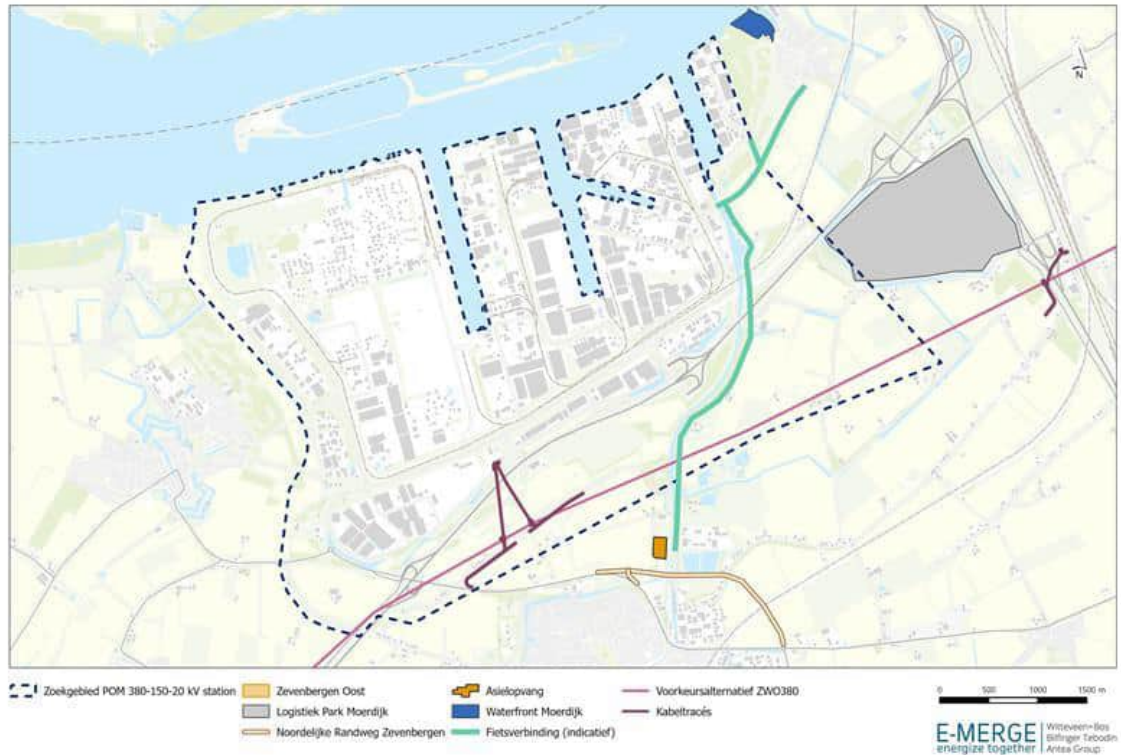 N
Zoekgebied POM 380-150-20 kV station
Zevenbergen Oost
Asielopvang
Voorkeursalternatief ZWO380
Logistiek Park Moerdijk
Waterfront Moerdijk
Kabeltracés
Noordelijke Randweg Zevenbergen
Fietsverbinding (indicatief)
0 500 1000 1500 m
E-MERGE
energize together
Witteveen+Bos
Bilfinger Tebodin
Antea Group